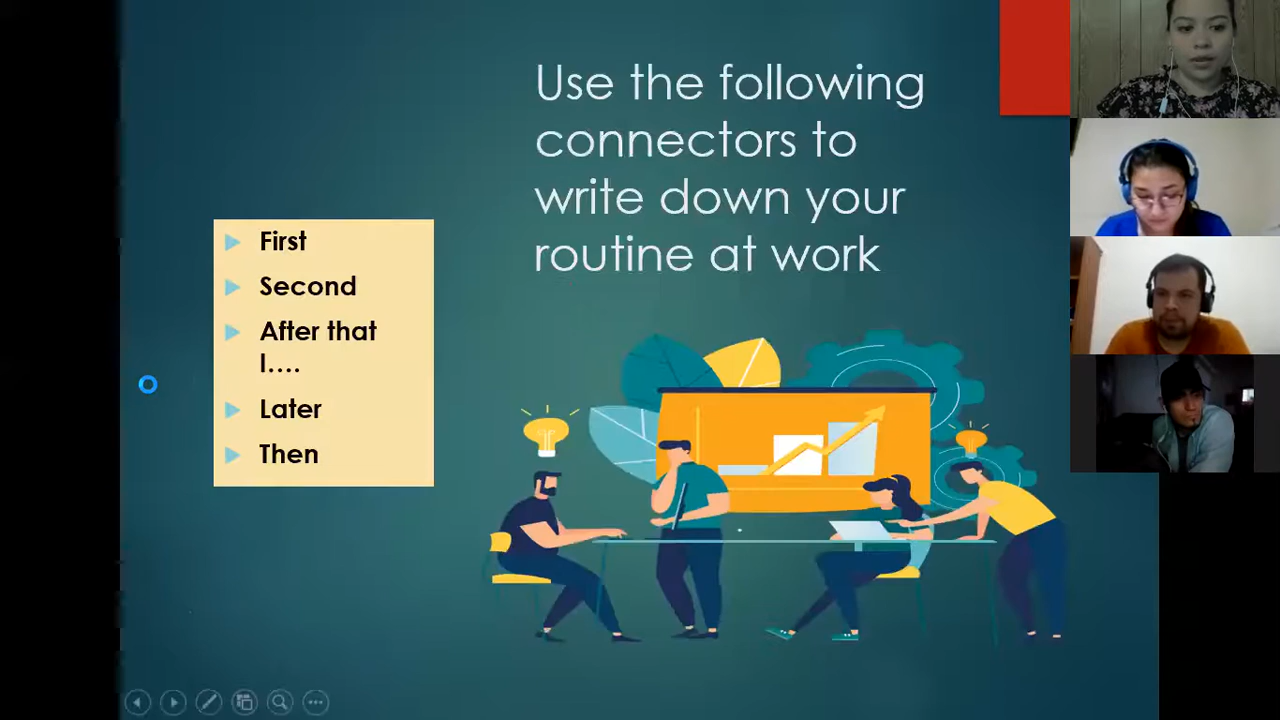 Use the following
connectors to
write down your
routine at work
First
Second
After that
I....
Later
Then